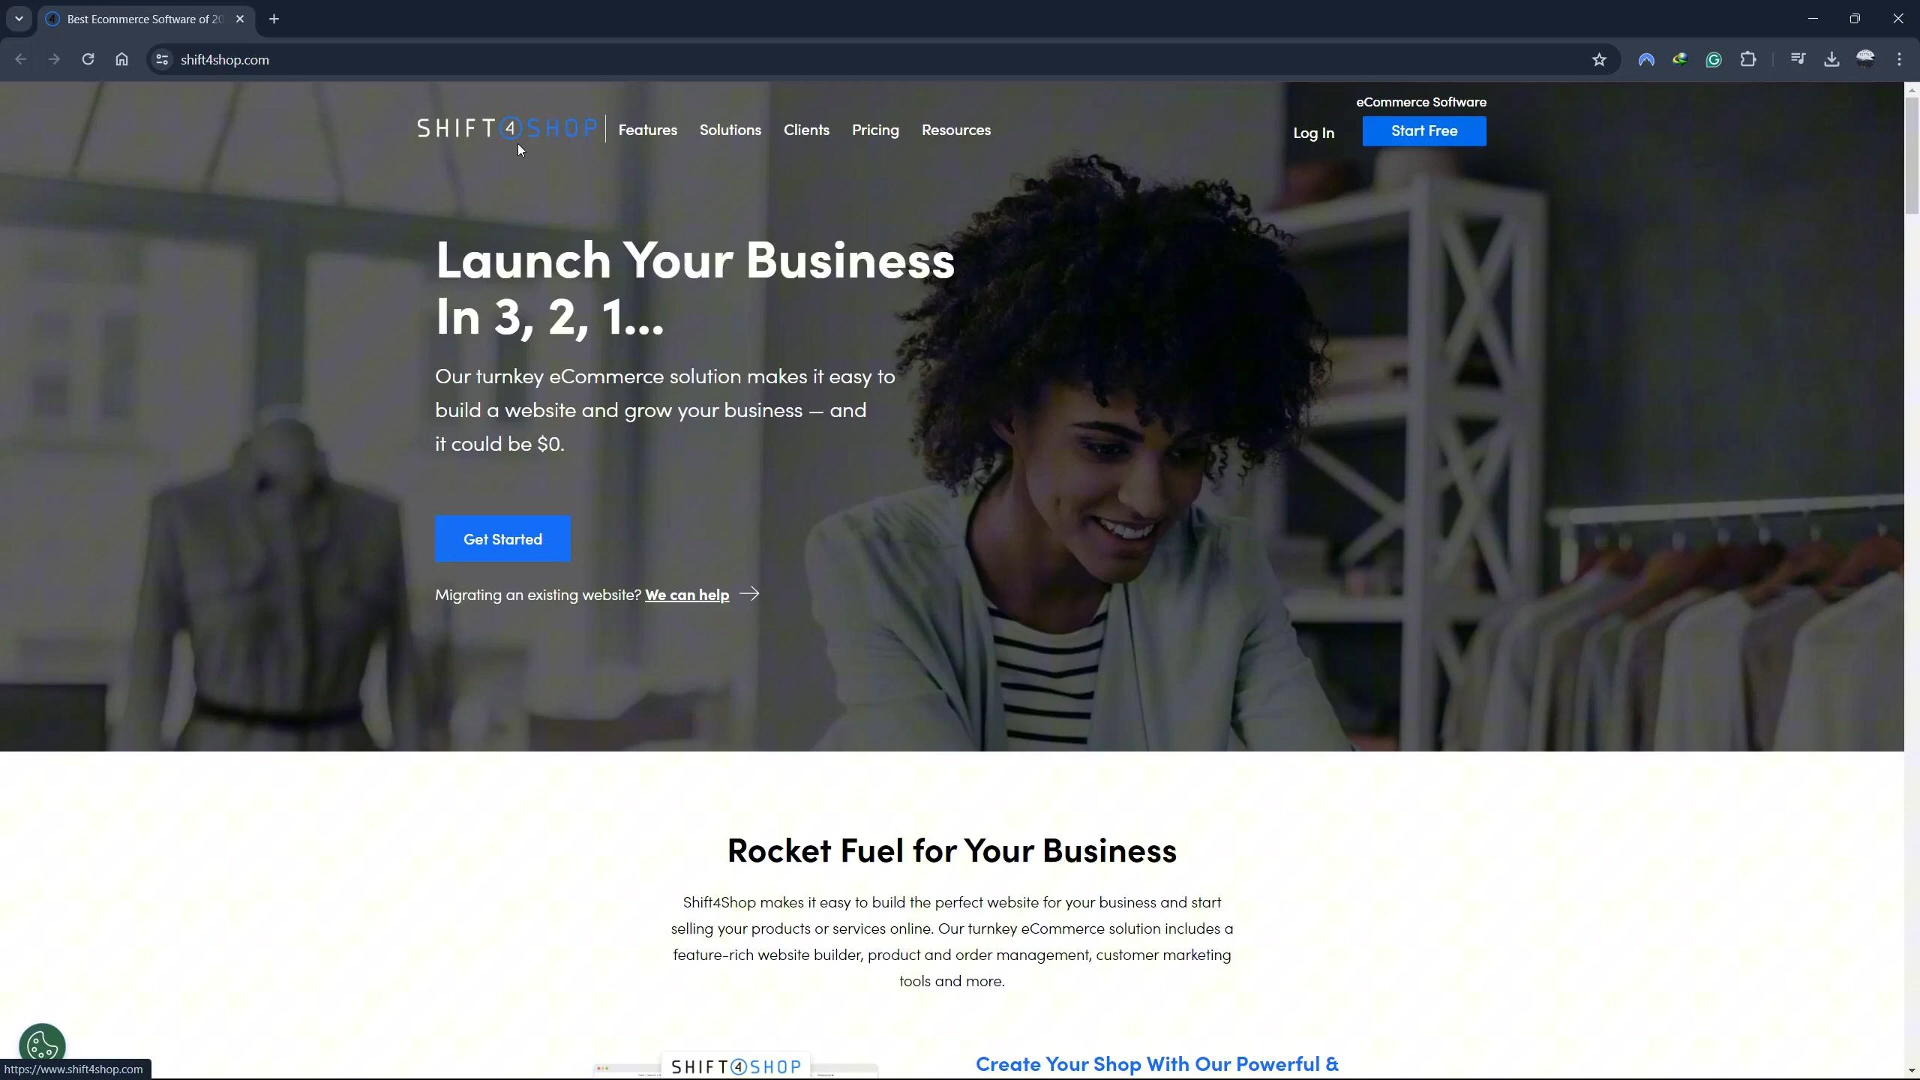 Best Ecommerce Software of 20
shift4shop.com
eCommerce Software
SHIFT4SHOP
Features
Solutions
Clients
Pricing
Resources
Log In
Start Free
Launch Your Business
In 3, 2, 1...
Our turnkey eCommerce solution makes it easy to
build a website and grow your business — and
it could be $0.
Get Started
Migrating an existing website? We can help
Rocket Fuel for Your Business
Shift4Shop makes it easy to build the perfect website for your business and start
selling your products or services online. Our turnkey eCommerce solution includes a
feature-rich website builder, product and order management, customer marketing
tools and more.
SHIFT4SHOP
Create Your Shop With Our Powerful &
https://www.shift4shop.com